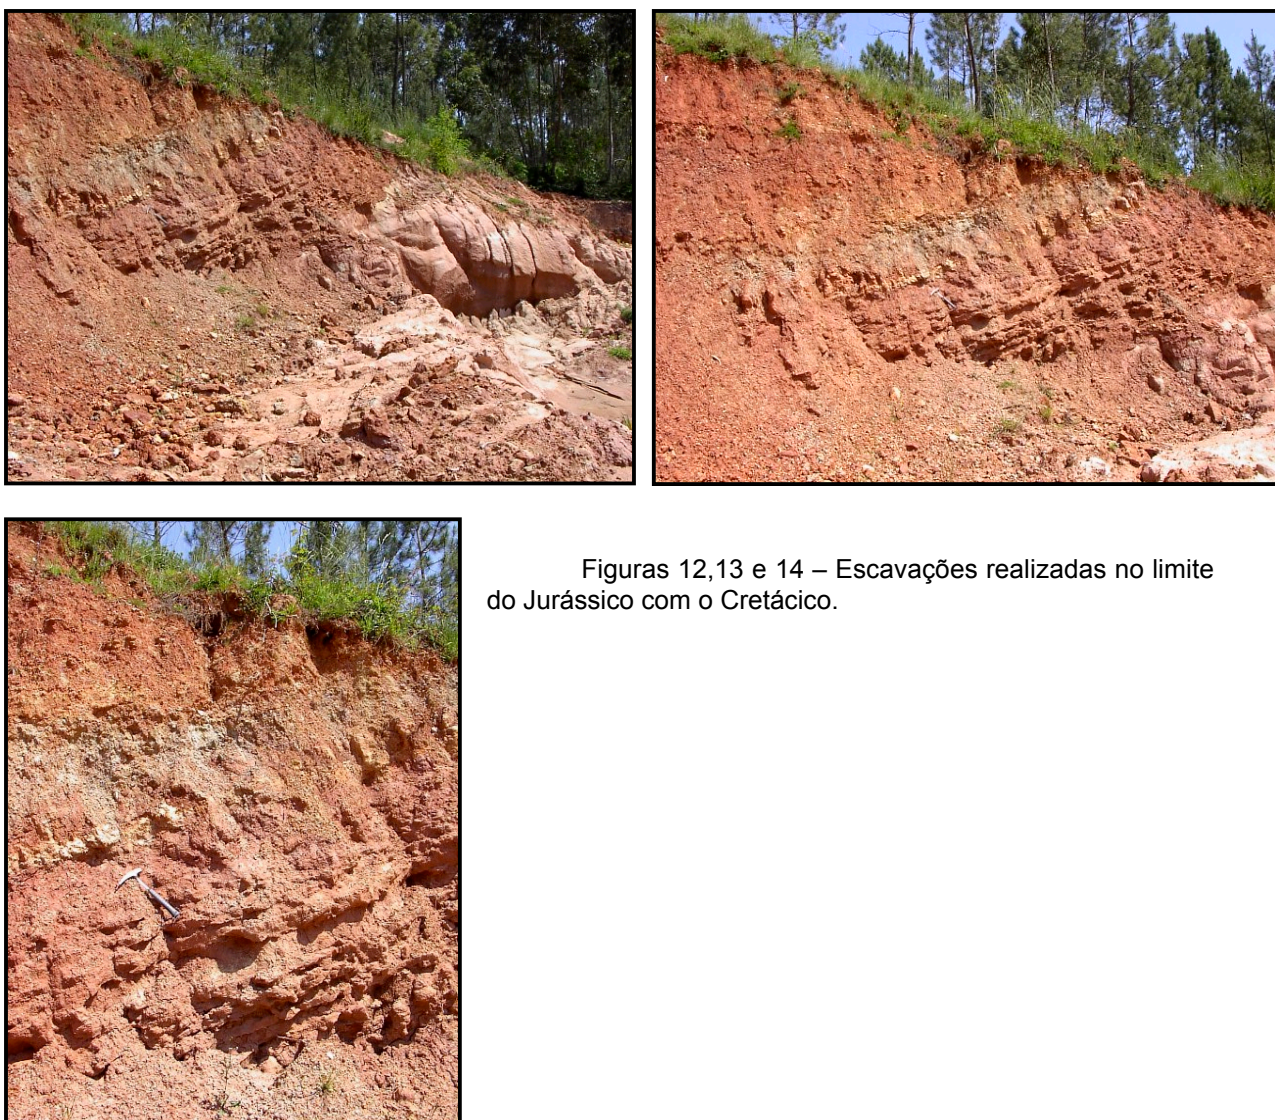 Figuras 12,13 e 14 – Escavações realizadas no limite
do Jurássico com o Cretácico.